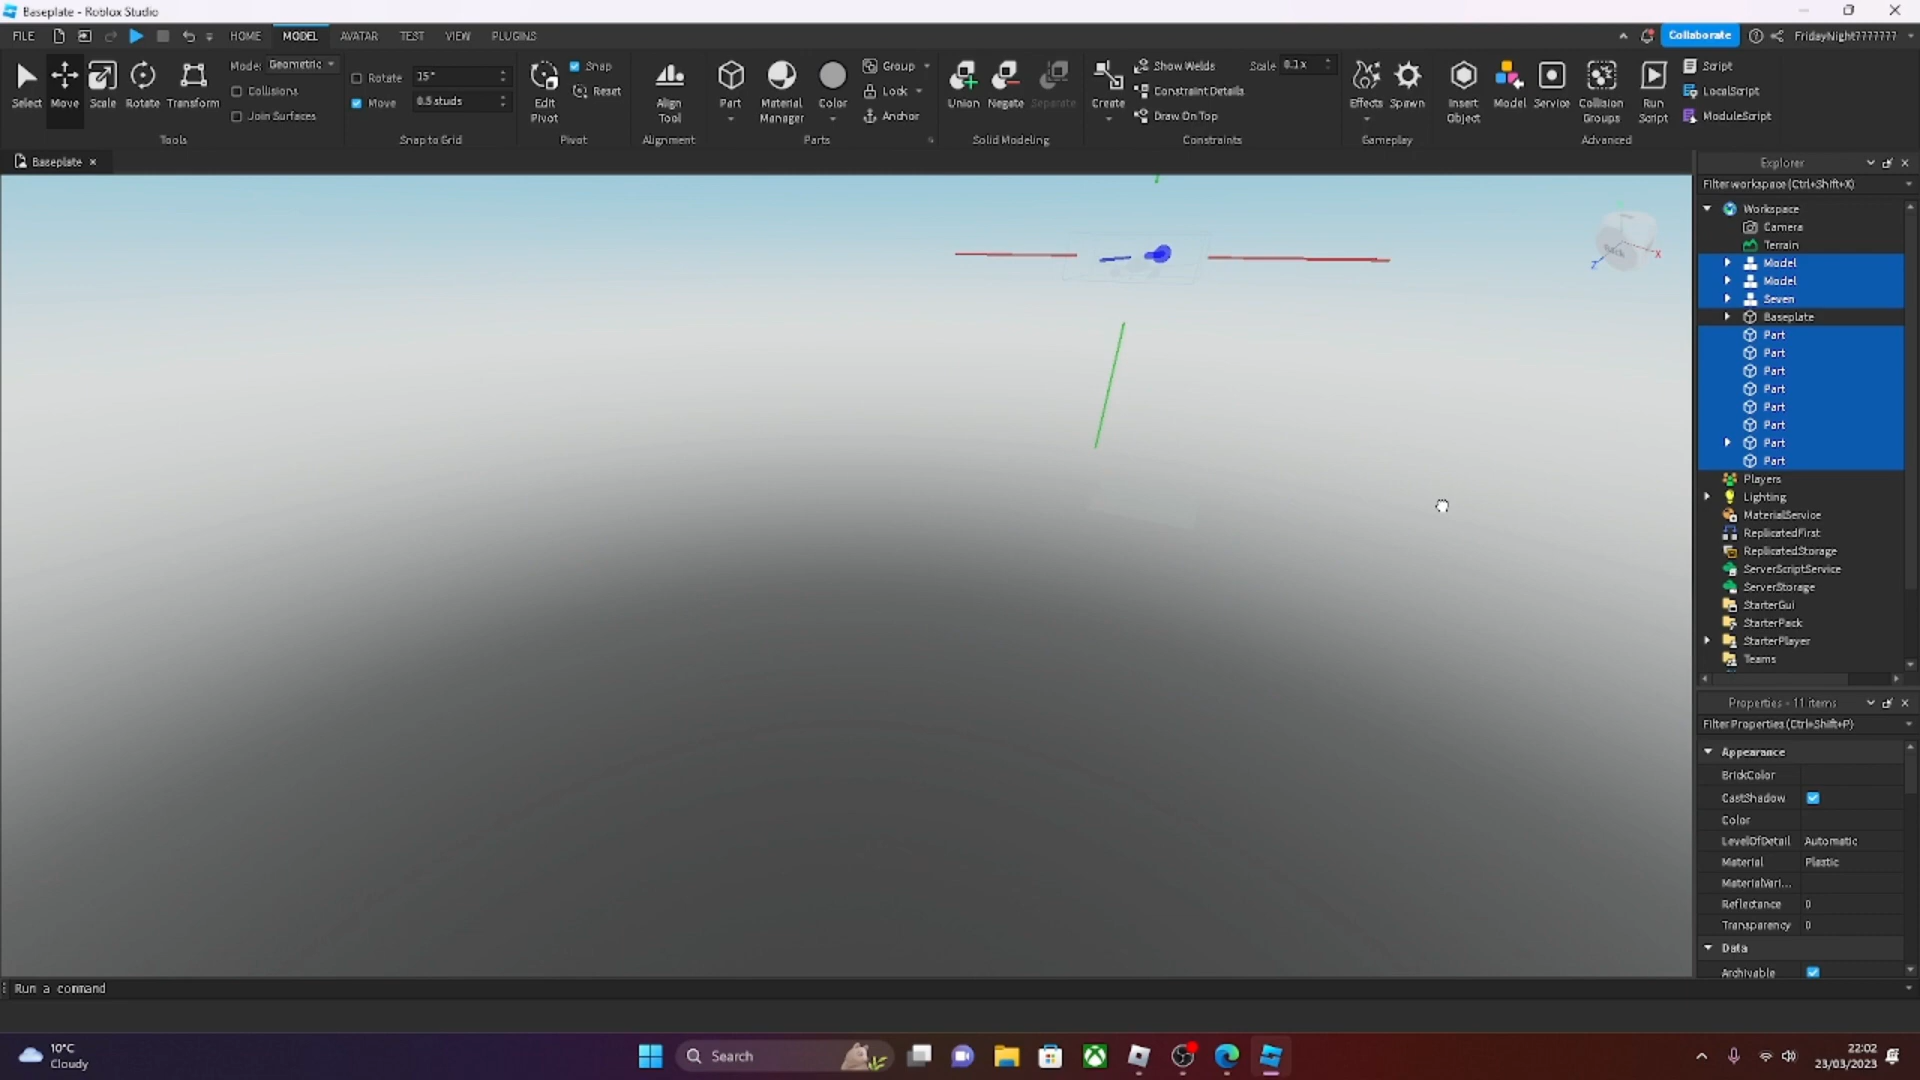 Baseplate - Roblox Studio
FILE HOME MODEL AVATAR TEST VIEW PLUGINS Collaborate FridayNight7777777
Select Move Scale Rotate Transform
Mode: Geometric
Collisions
Join Surfaces
Tools
Rotate 15°
Move 0.5 studs
Snap to Grid
Edit Pivot
Snap
Reset
Pivot
Align Tool
Alignment
Part
Material Manager
Color
Group
Lock
Anchor
Parts
Union Negate Separate
Solid Modeling
Create
Show Welds
Constraint Details
Draw On Top
Scale 0.1x
Constraints
Effects Spawn
Gameplay
Insert Object
Model
Service
Collision Groups
Run Script
Script
LocalScript
ModuleScript
Advanced
Baseplate
Back
X
Z
Explorer
Filter workspace (Ctrl+Shift+X)
Workspace
Camera
Terrain
Model
Model
Seven
Baseplate
Part
Part
Part
Part
Part
Part
Part
Part
Players
Lighting
MaterialService
ReplicatedFirst
ReplicatedStorage
ServerScriptService
ServerStorage
StarterGui
StarterPack
StarterPlayer
Teams
Properties - 11 items
Filter Properties (Ctrl+Shift+P)
Appearance
BrickColor
CastShadow
Color
LevelOfDetail Automatic
Material Plastic
MaterialVari...
Reflectance 0
Transparency 0
Data
Archivable
Run a command
10°C
Cloudy
Search
22:02
23/03/2023